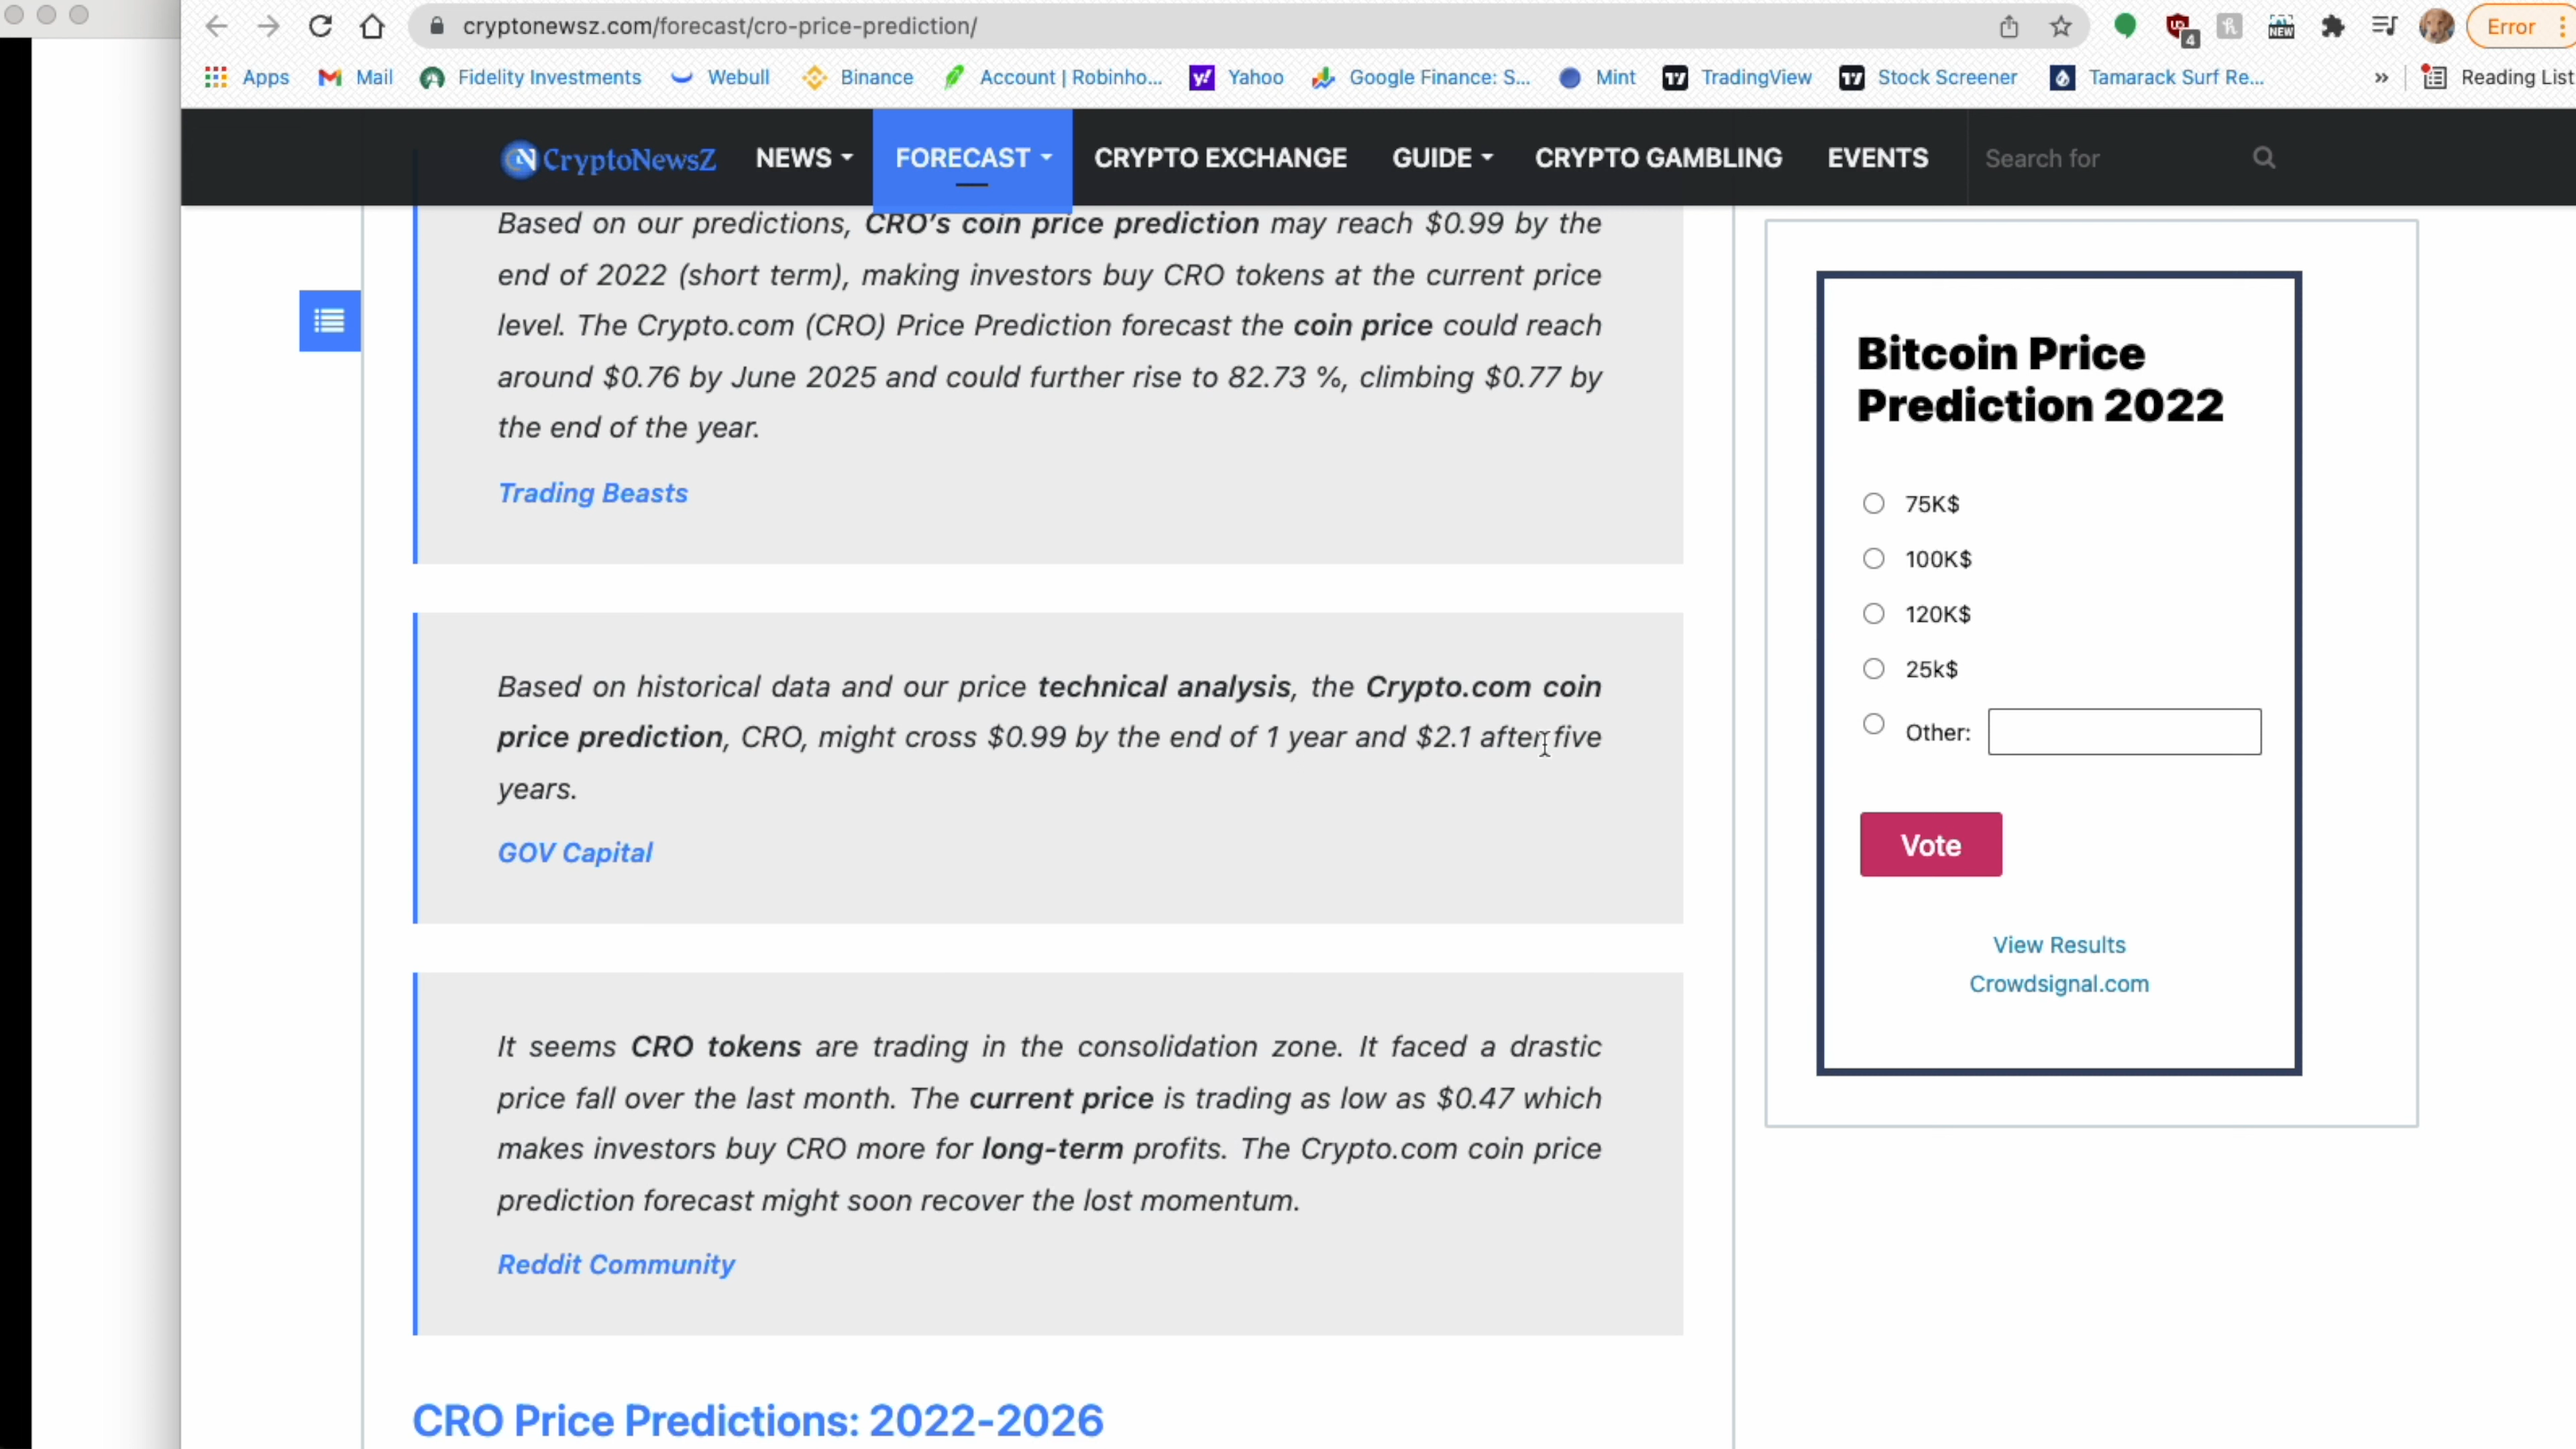 cryptonewsz.com/forecast/cro-price-prediction/
4
NEW
Error
Apps
Mail
Fidelity Investments
Webull
Binance
Account | Robinho...
Yahoo
Google Finance: S...
Mint
TradingView
Stock Screener
Tamarack Surf Re...
»
Reading List
CryptoNewsZ
NEWS
FORECAST
CRYPTO EXCHANGE
GUIDE
CRYPTO GAMBLING
EVENTS
Search for
Based on our predictions, CRO's coin price prediction may reach $0.99 by the
end of 2022 (short term), making investors buy CRO tokens at the current price
level. The Crypto.com (CRO) Price Prediction forecast the coin price could reach
around $0.76 by June 2025 and could further rise to 82.73 %, climbing $0.77 by
the end of the year.
Trading Beasts
Based on historical data and our price technical analysis, the Crypto.com coin
price prediction, CRO, might cross $0.99 by the end of 1 year and $2.1 after five
years.
GOV Capital
It seems CRO tokens are trading in the consolidation zone. It faced a drastic
price fall over the last month. The current price is trading as low as $0.47 which
makes investors buy CRO more for long-term profits. The Crypto.com coin price
prediction forecast might soon recover the lost momentum.
Reddit Community
CRO Price Predictions: 2022-2026
Bitcoin Price
Prediction 2022
75K$
100K$
120K$
25k$
Other:
Vote
View Results
Crowdsignal.com